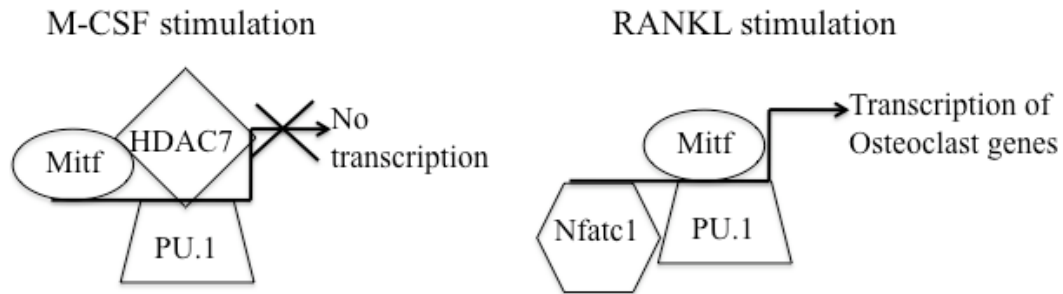 M-CSF stimulation
HDAC7
Mitf
PU.1
No
transcription
RANKL stimulation
Mitf
Nfatc1
PU.1
Transcription of
Osteoclast genes